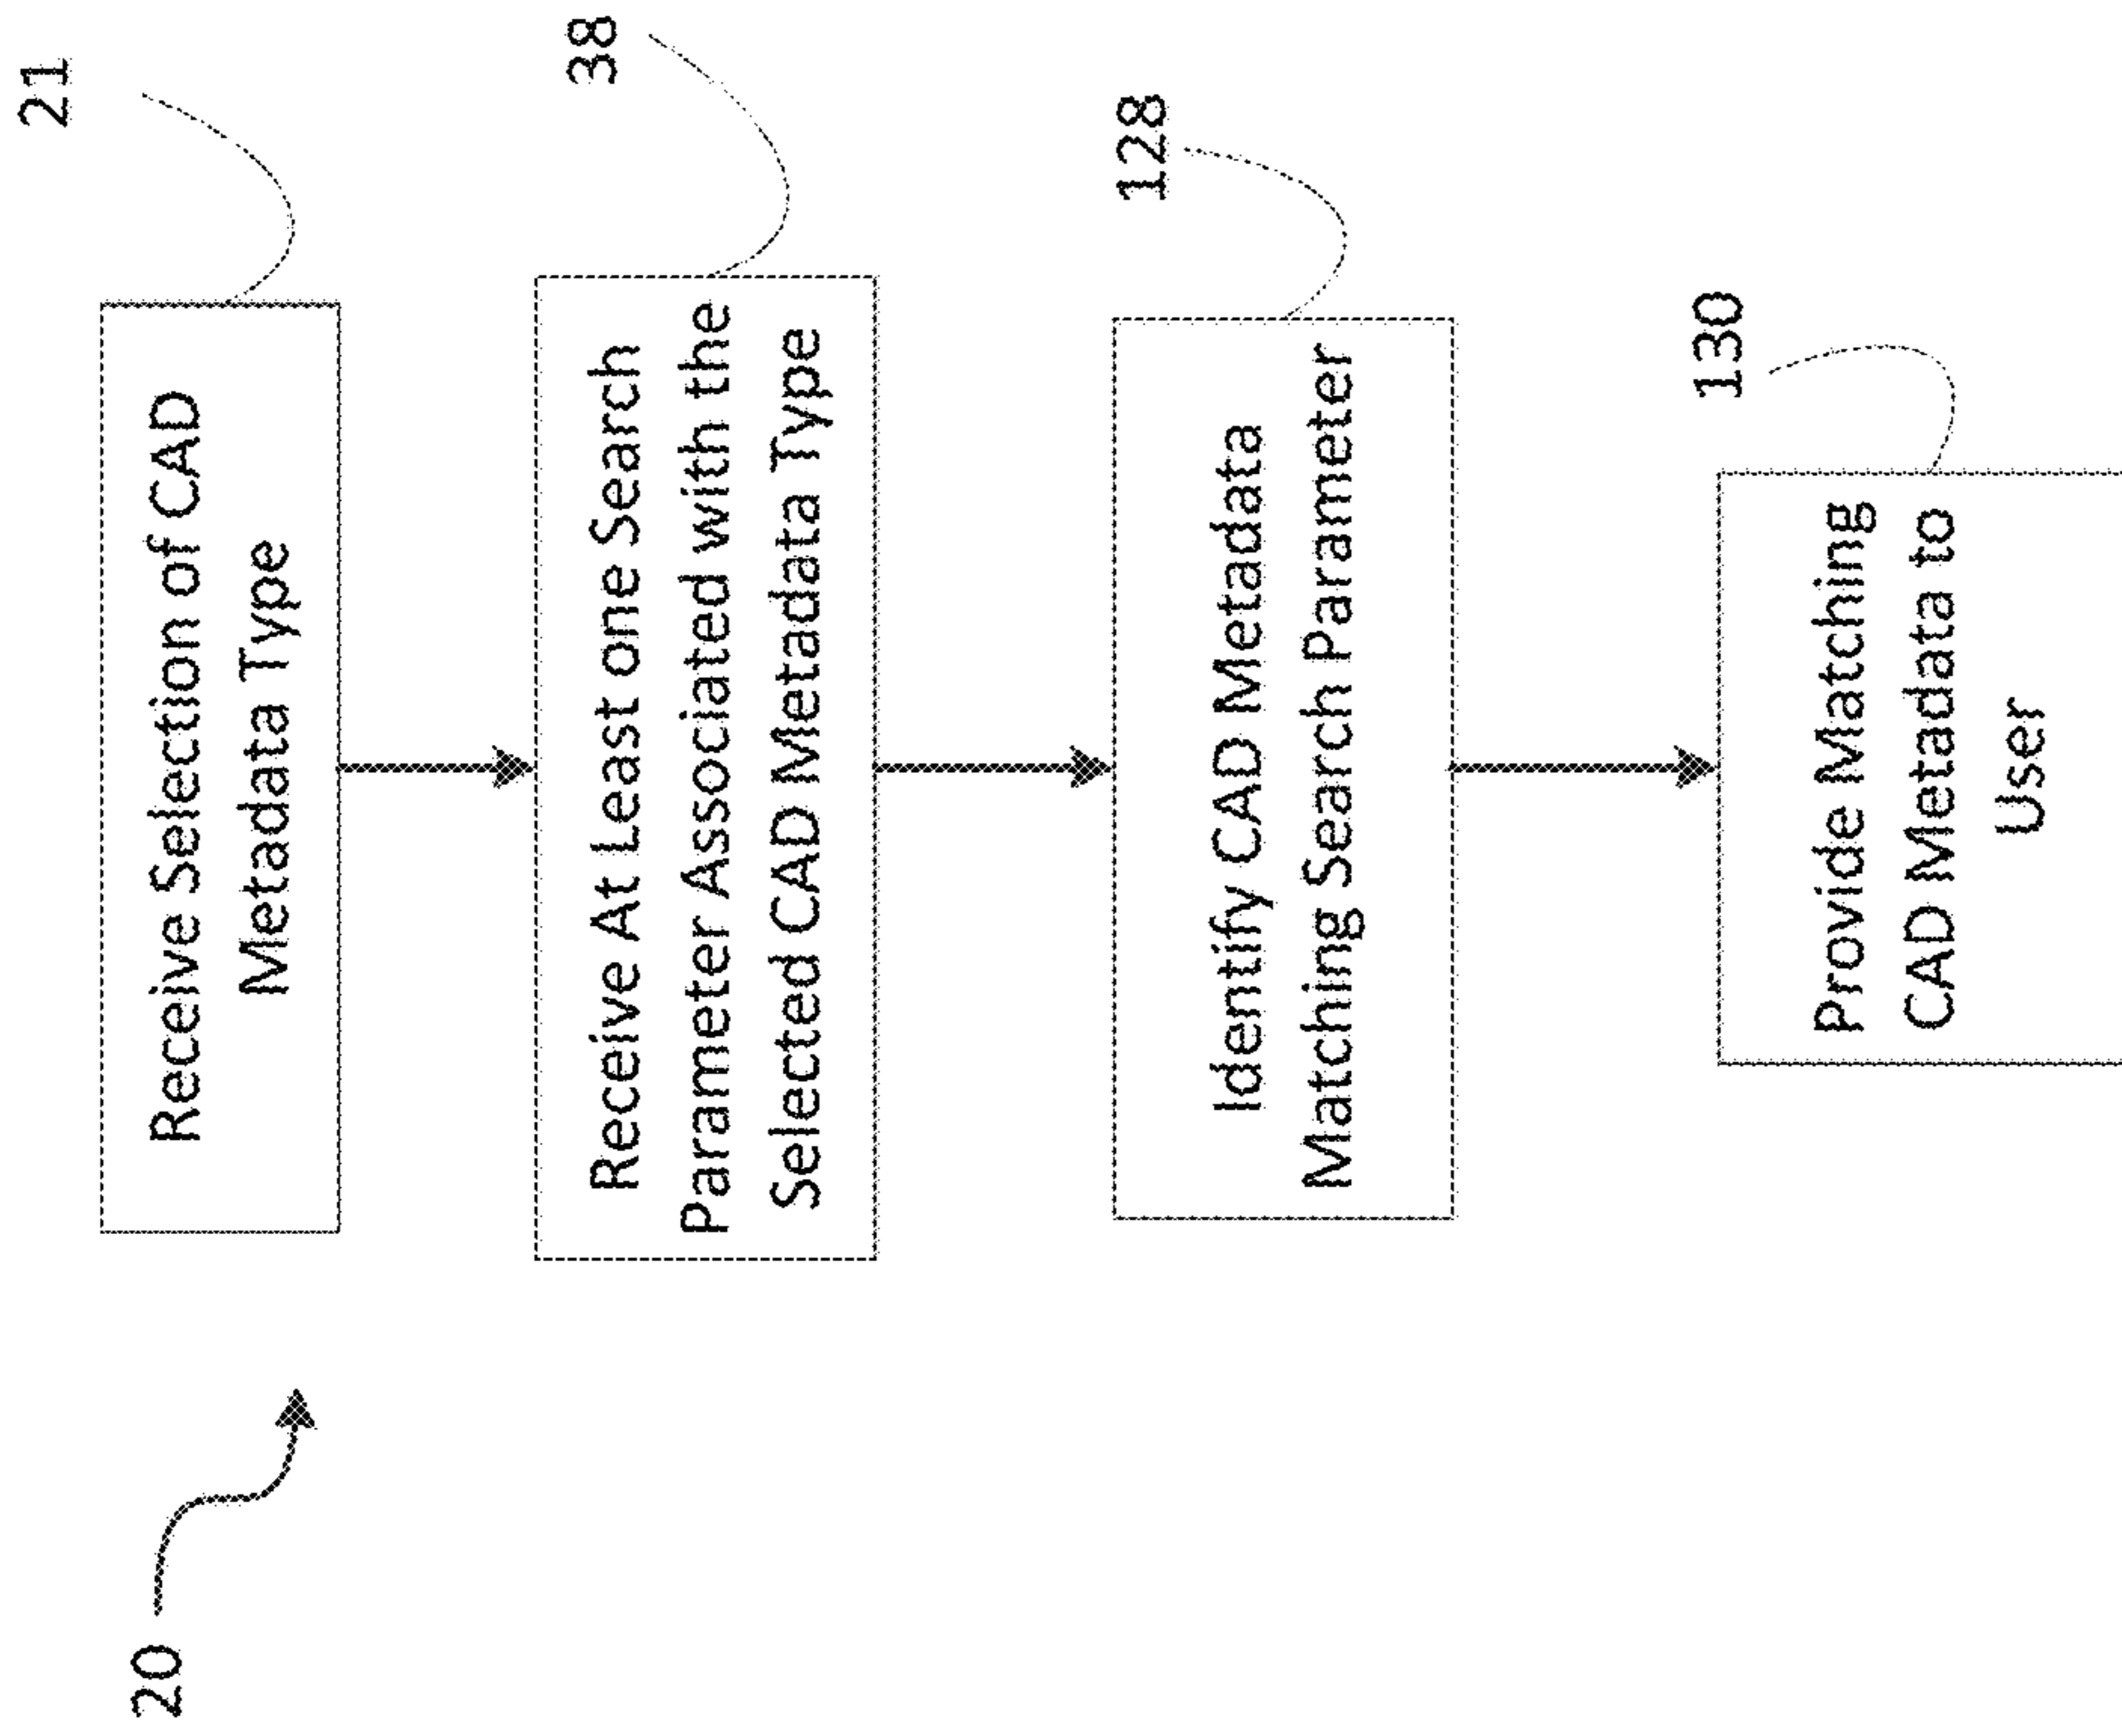 20
21
Receive Selection of CAD
Metadata Type
38
Receive At Least one Search
Parameter Associated with the
Selected CAD Metadata Type
128
Identify CAD Metadata
Matching Search Parameter
130
Provide Matching
CAD Metadata to
User